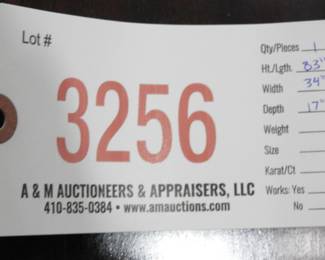 Lot #
3256
A & M AUCTIONEERS & APPRAISERS, LLC
410-835-0384 • www.amauctions.com
Qty/Pieces 1
Ht./Lgth. 83"
Width 34"
Depth 17"
Weight
Size
Karat/Ct
Works: Yes
No